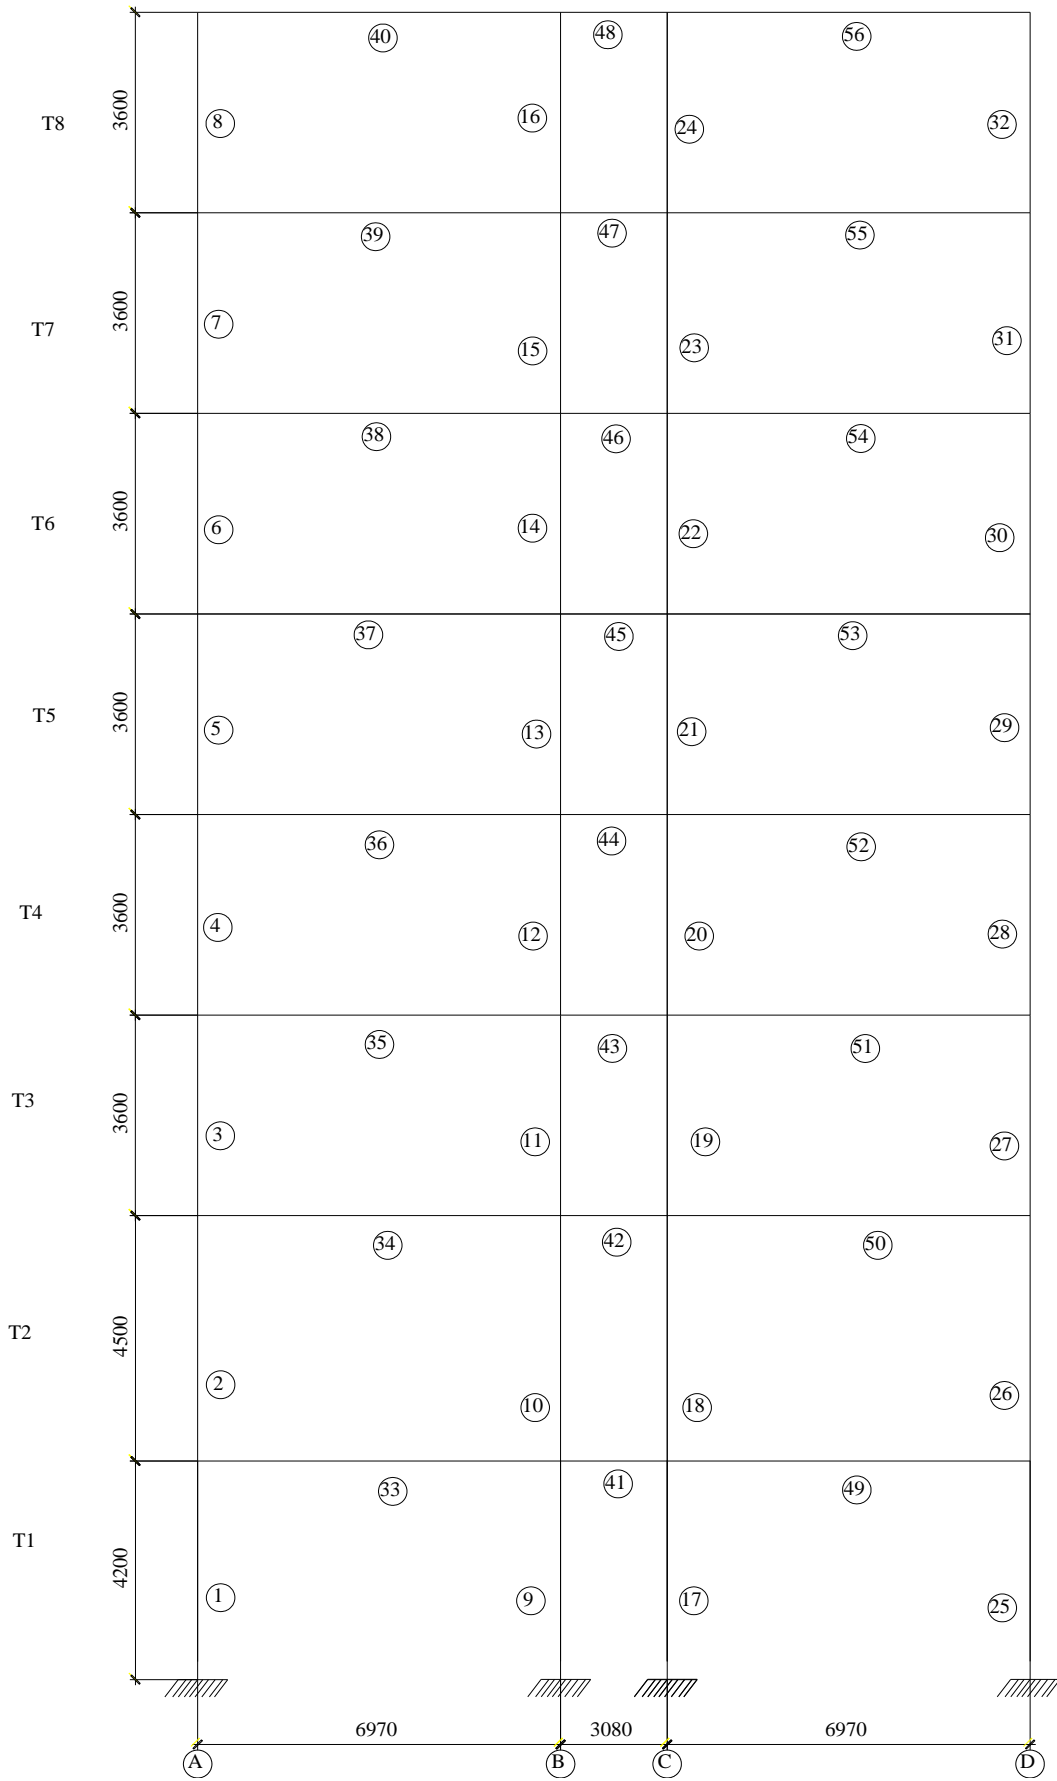 40 48 56
T8 3600 8 16 24 32
39 47 55
T7 3600 7 15 23 31
38 46 54
T6 3600 6 14 22 30
37 45 53
T5 3600 5 13 21 29
36 44 52
T4 3600 4 12 20 28
35 43 51
T3 3600 3 11 19 27
34 42 50
T2 4500 2 10 18 26
33 41 49
T1 4200 1 9 17 25
6970 3080 6970
A B C D